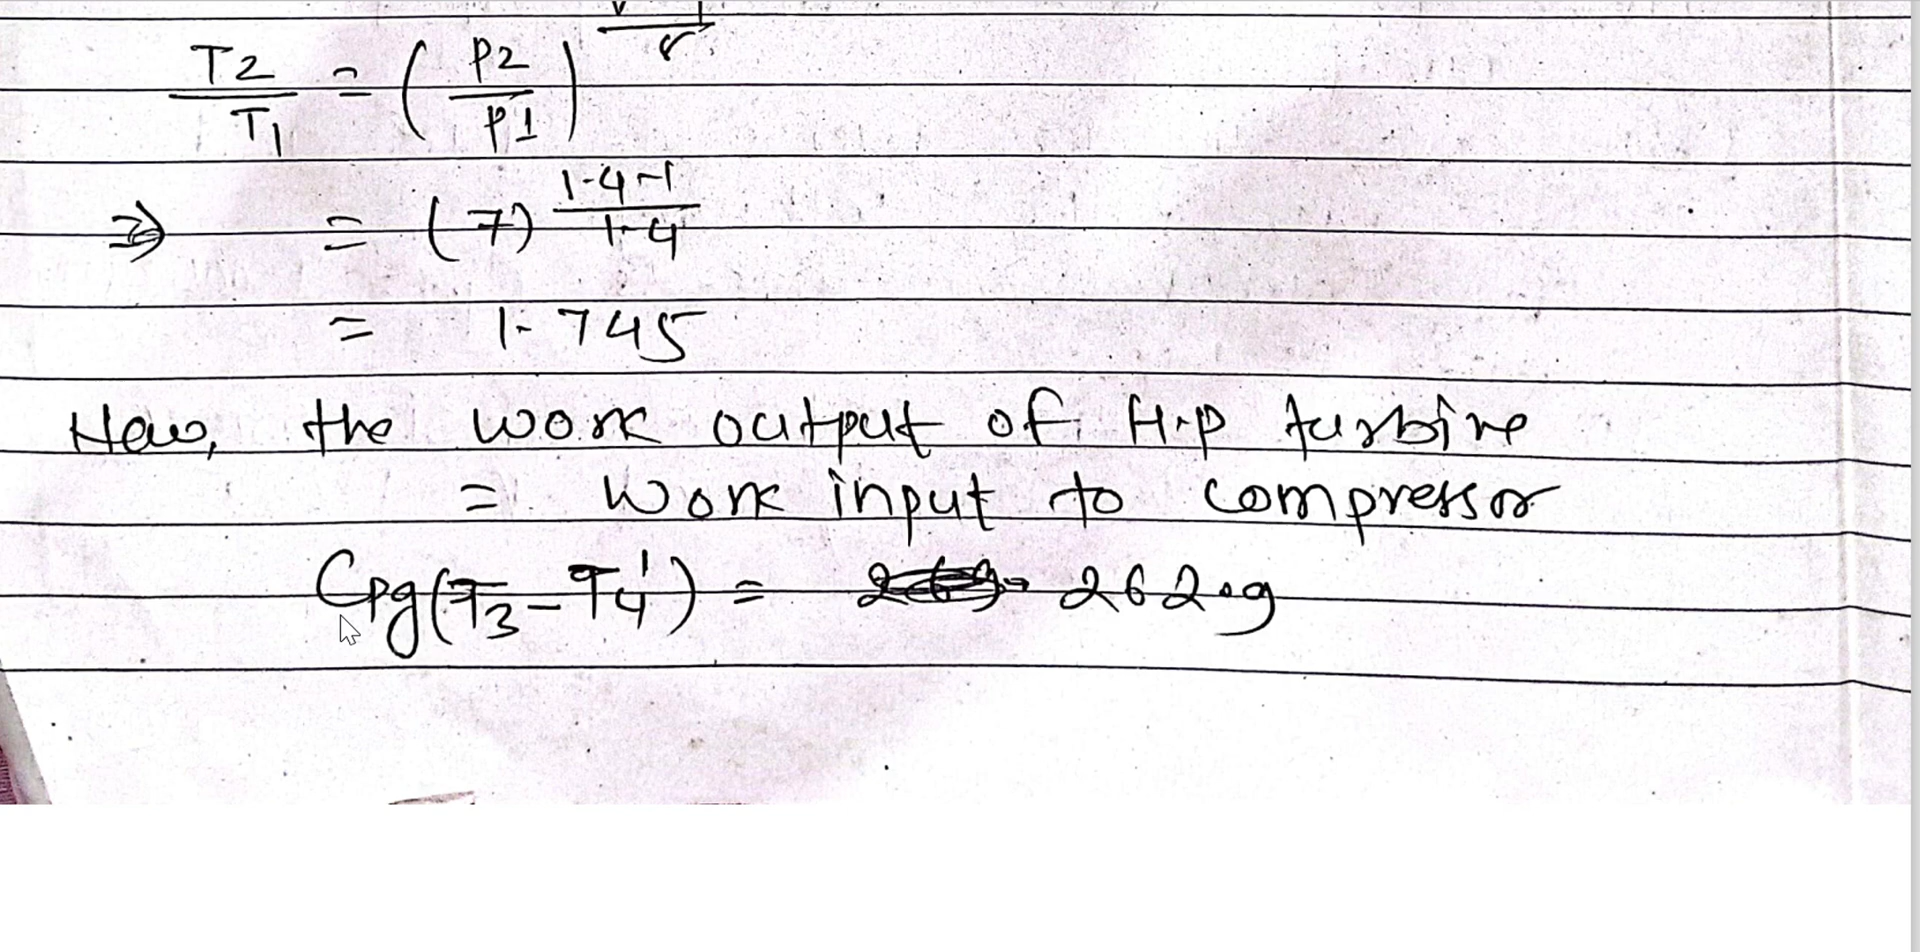 T2/T1 = (P2/P1)^(γ-1)/γ
⇒ = (7)^(1.4-1)/1.4
= 1.745
Now, the work output of H.P turbine
= Work input to compressor
Cpg(T3-T4') = 262.9